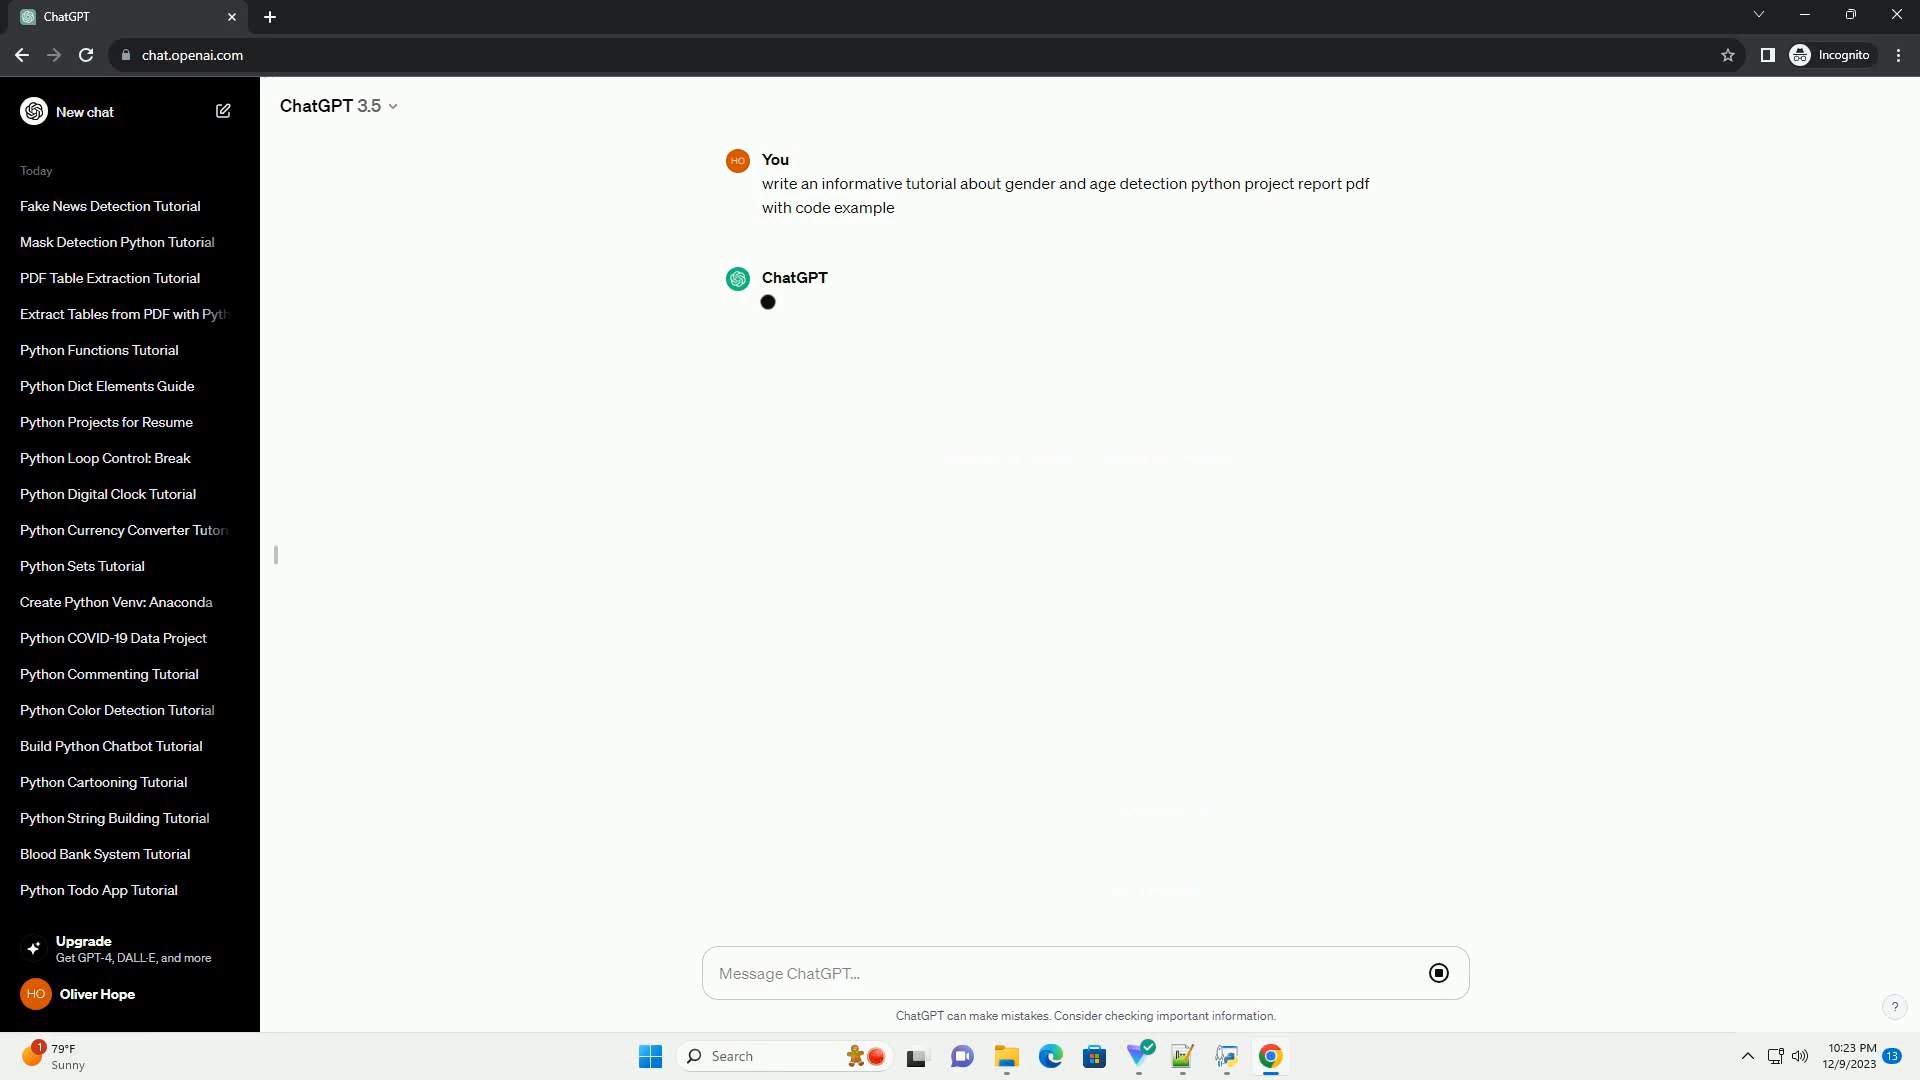 ChatGPT
chat.openai.com
Incognito
New chat
Today
Fake News Detection Tutorial
Mask Detection Python Tutorial
PDF Table Extraction Tutorial
Extract Tables from PDF with Pyth
Python Functions Tutorial
Python Dict Elements Guide
Python Projects for Resume
Python Loop Control: Break
Python Digital Clock Tutorial
Python Currency Converter Tutori
Python Sets Tutorial
Create Python Venv: Anaconda
Python COVID-19 Data Project
Python Commenting Tutorial
Python Color Detection Tutorial
Build Python Chatbot Tutorial
Python Cartooning Tutorial
Python String Building Tutorial
Blood Bank System Tutorial
Python Todo App Tutorial
Upgrade
Get GPT-4, DALL·E, and more
HO
Oliver Hope
ChatGPT 3.5
HO
You
write an informative tutorial about gender and age detection python project report pdf
with code example
ChatGPT
Message ChatGPT...
ChatGPT can make mistakes. Consider checking important information.
?
1
79°F
Sunny
Search
10:23 PM
12/9/2023
13